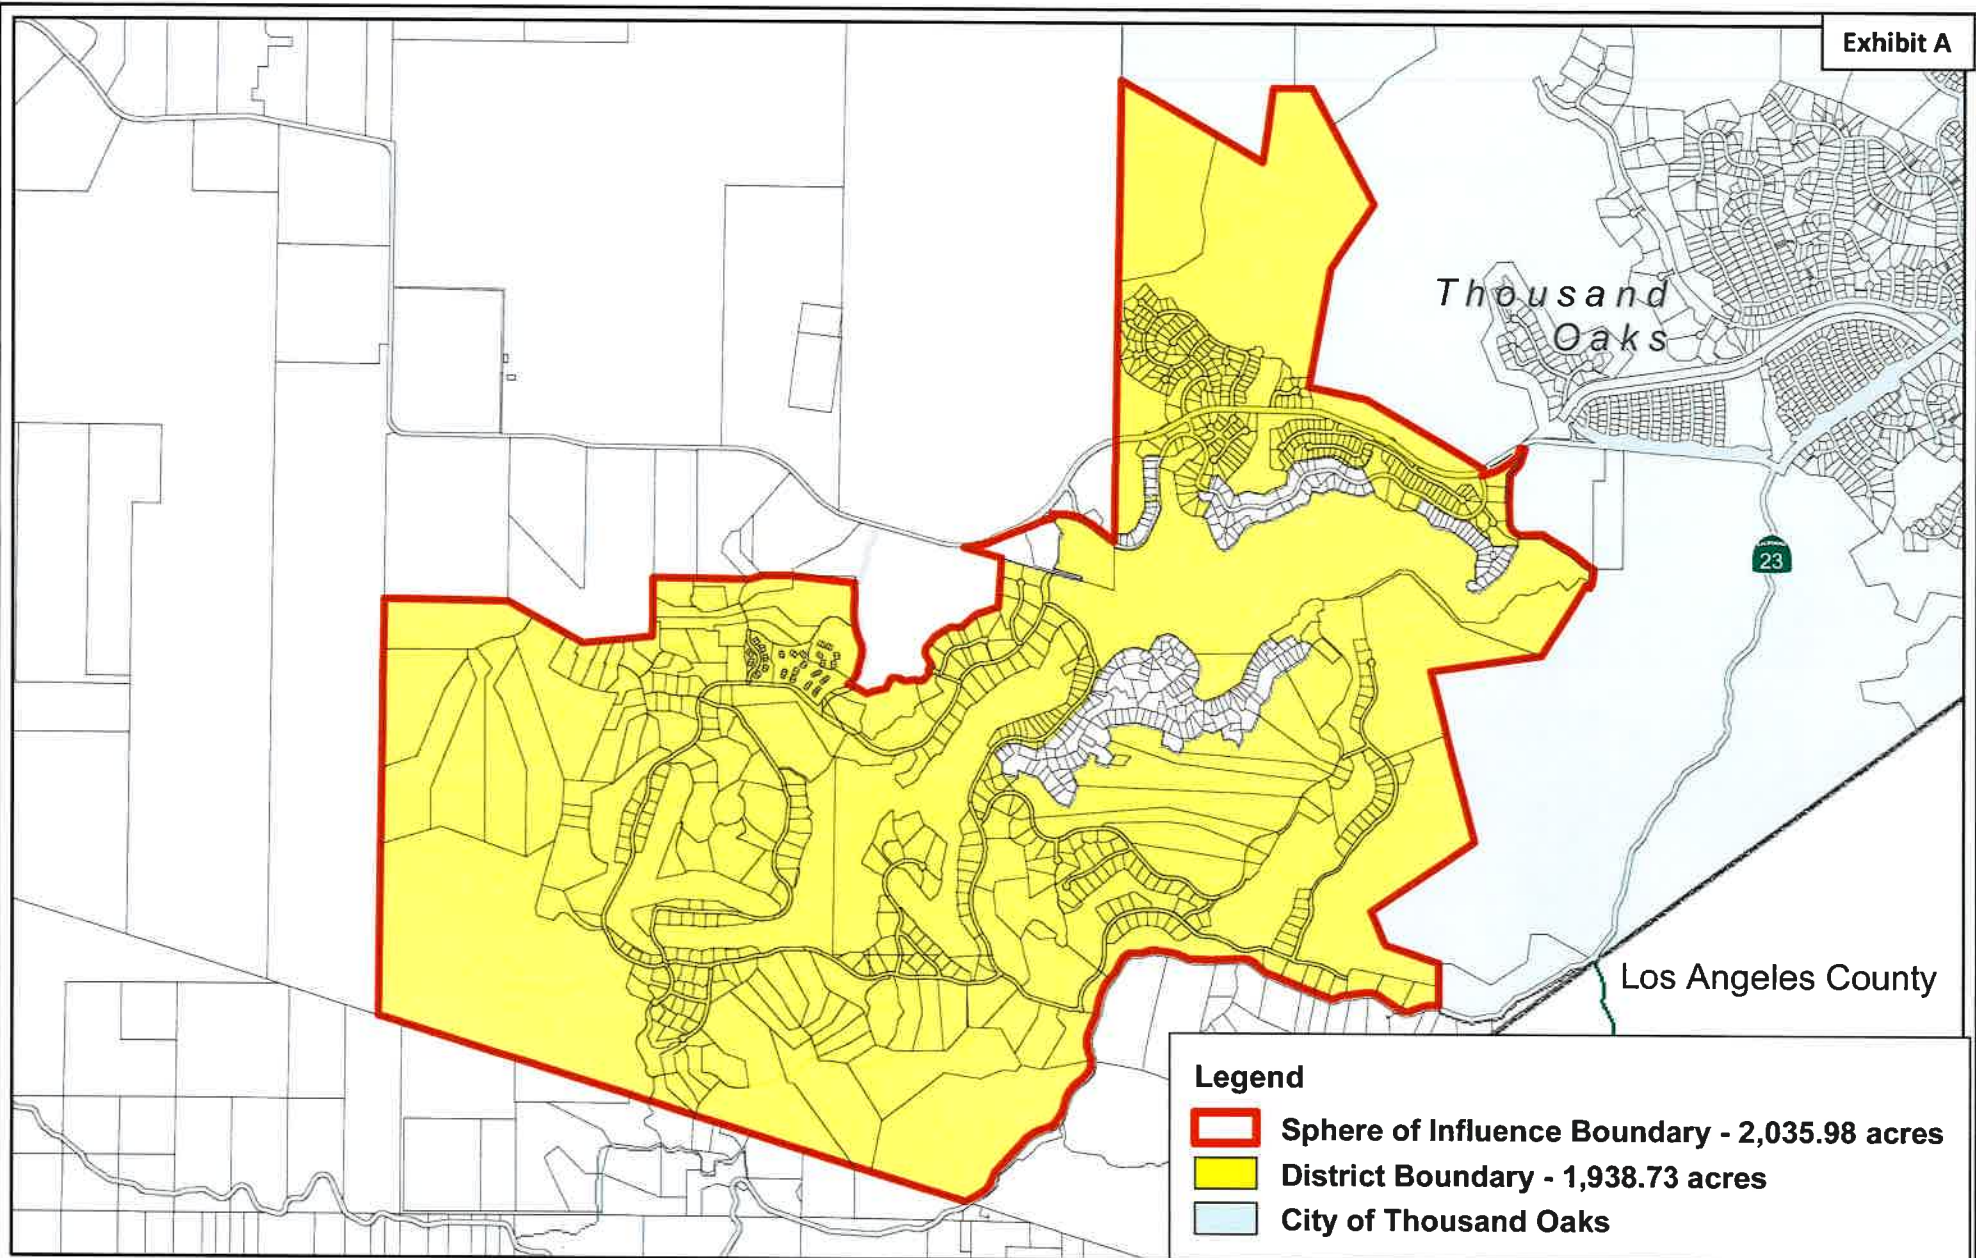 Exhibit A
Thousand
Oaks
23
Los Angeles County
Legend
Sphere of Influence Boundary - 2,035.98 acres
District Boundary - 1,938.73 acres
City of Thousand Oaks